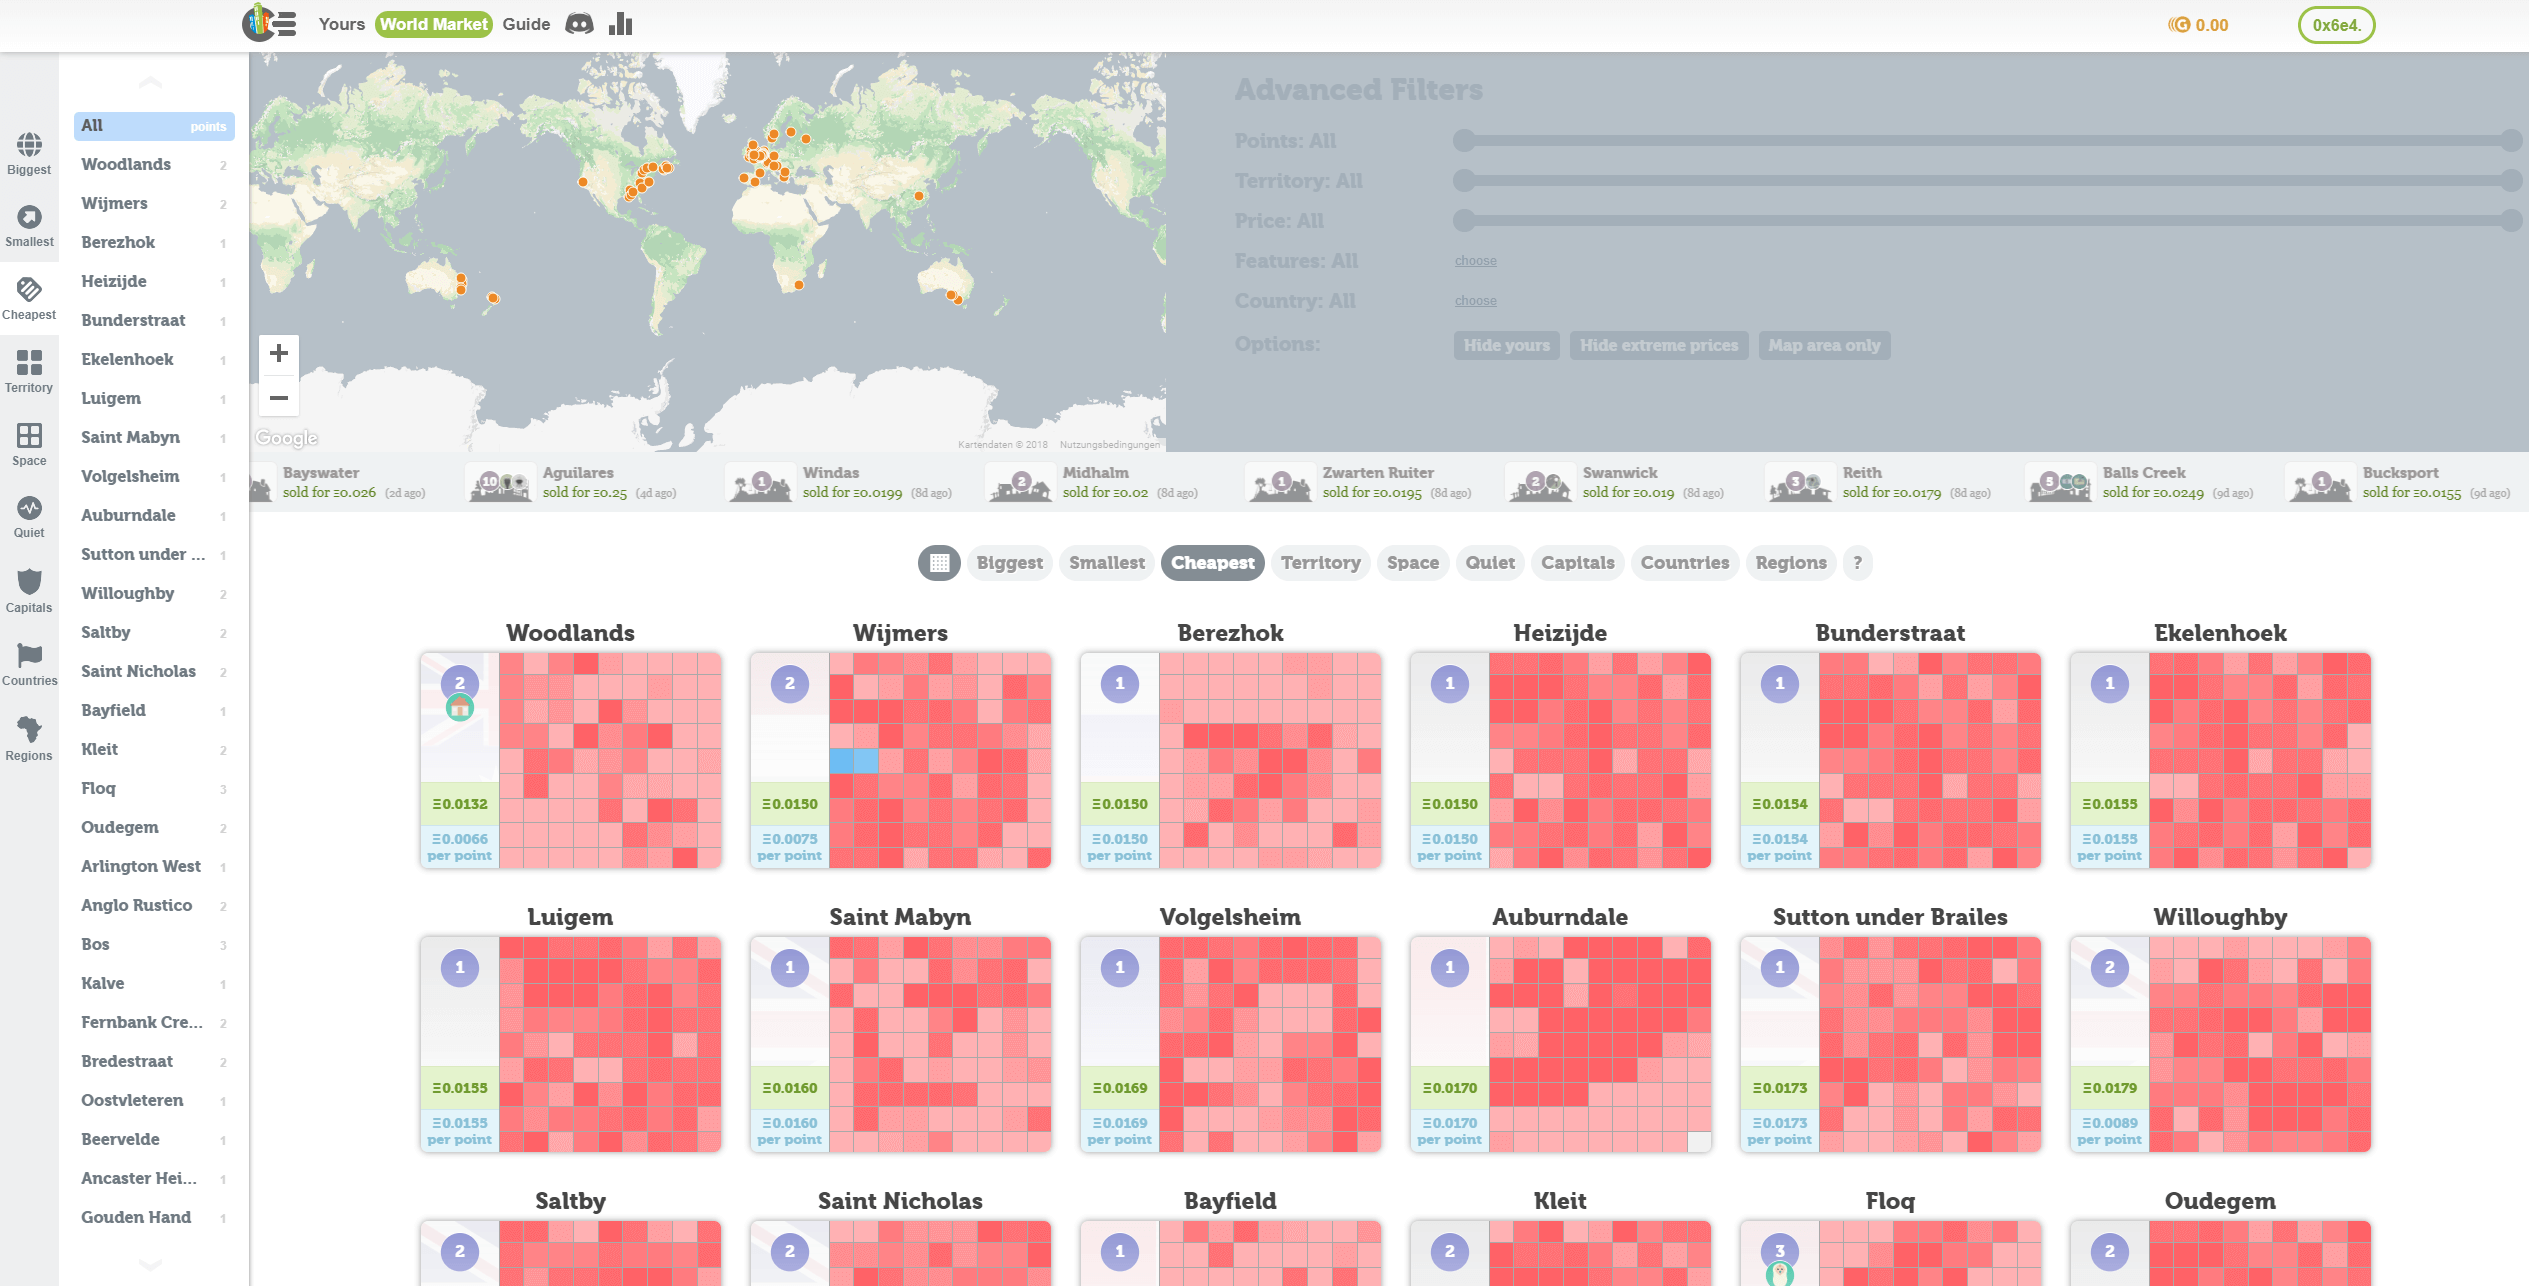 Yours World Market Guide
0.00
0x6e4.
Biggest
Smallest
Cheapest
Territory
Space
Quiet
Capitals
Countries
Regions
All points
Woodlands 2
Wijmers 2
Berezhok 1
Heizijde 1
Bunderstraat 1
Ekelenhoek 1
Luigem 1
Saint Mabyn 1
Volgelsheim 1
Auburndale 1
Sutton under ... 1
Willoughby 2
Saltby 2
Saint Nicholas 2
Bayfield 1
Kleit 2
Floq 3
Oudegem 2
Arlington West 1
Anglo Rustico 2
Bos 3
Kalve 1
Fernbank Cre... 2
Bredestraat 2
Oostvleteren 1
Beervelde 1
Ancaster Hei... 1
Gouden Hand 1
+
−
Google
Kartendaten © 2018 Nutzungsbedingungen
Advanced Filters
Points: All
Territory: All
Price: All
Features: All choose
Country: All choose
Options: Hide yours Hide extreme prices Map area only
Bayswater
sold for Ξ0.026 (2d ago)
10
Aguilares
sold for Ξ0.25 (4d ago)
1
Windas
sold for Ξ0.0199 (8d ago)
2
Midhalm
sold for Ξ0.02 (8d ago)
1
Zwarten Ruiter
sold for Ξ0.0195 (8d ago)
2
Swanwick
sold for Ξ0.019 (8d ago)
3
Reith
sold for Ξ0.0179 (8d ago)
5
Balls Creek
sold for Ξ0.0249 (9d ago)
1
Bucksport
sold for Ξ0.0155 (9d ago)
Biggest Smallest Cheapest Territory Space Quiet Capitals Countries Regions ?
Woodlands
2
Ξ0.0132
Ξ0.0066
per point
Wijmers
2
Ξ0.0150
Ξ0.0075
per point
Berezhok
1
Ξ0.0150
Ξ0.0150
per point
Heizijde
1
Ξ0.0150
Ξ0.0150
per point
Bunderstraat
1
Ξ0.0154
Ξ0.0154
per point
Ekelenhoek
1
Ξ0.0155
Ξ0.0155
per point
Luigem
1
Ξ0.0155
Ξ0.0155
per point
Saint Mabyn
1
Ξ0.0160
Ξ0.0160
per point
Volgelsheim
1
Ξ0.0169
Ξ0.0169
per point
Auburndale
1
Ξ0.0170
Ξ0.0170
per point
Sutton under Brailes
1
Ξ0.0173
Ξ0.0173
per point
Willoughby
2
Ξ0.0179
Ξ0.0089
per point
Saltby
2
Saint Nicholas
2
Bayfield
1
Kleit
2
Floq
3
Oudegem
2